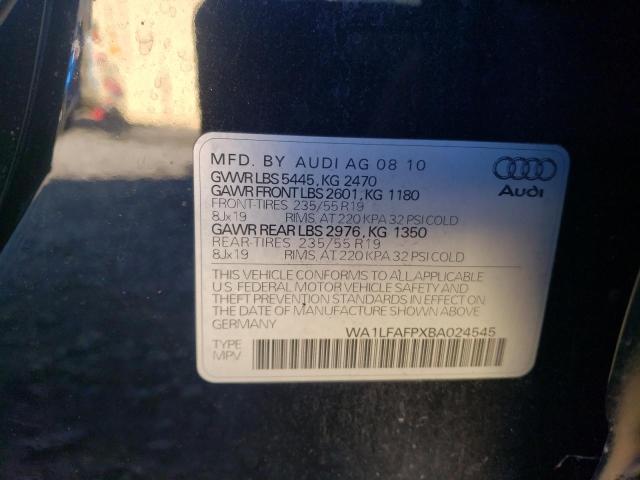 MFD. BY AUDI AG 08 10
GVWR LBS 5445, KG 2470
GAWR FRONT LBS 2601, KG 1180
FRONT-TIRES 235/55 R19
8Jx19 RIMS, AT 220 KPA 32 PSI COLD
GAWR REAR LBS 2976, KG 1350
REAR-TIRES 235/55 R19
8Jx19 RIMS, AT 220 KPA 32 PSI COLD
THIS VEHICLE CONFORMS TO ALL APPLICABLE
U S FEDERAL MOTOR VEHICLE SAFETY AND
THEFT PREVENTION STANDARDS IN EFFECT ON
THE DATE OF MANUFACTURE SHOWN ABOVE
GERMANY
WA1LFAFPXBA024545
TYPE
MPV
Audi